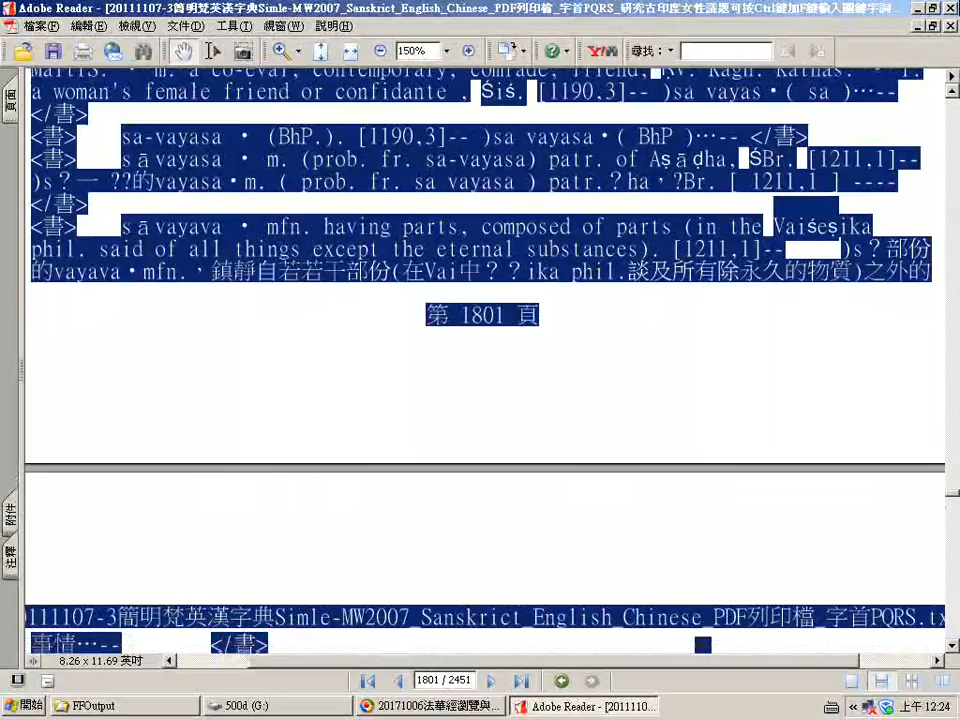 Adobe Reader - [20111107-3簡明梵英漢字典Simle-MW2007_Sanskrict_English_Chinese_PDF列印檔_字首PQRS_研究古印度女性議題可按Ctrl鍵加F鍵輸入關鍵字詞...
檔案(F) 編輯(E) 檢視(V) 文件(D) 工具(T) 視窗(W) 說明(H)
150% 尋找:
頁面
MaitrS. • m. a co-eval, contemporary, comrade, friend, RV. Ragh. Kathās. -- f.
a woman's female friend or confidante , Śiś. [1190,3]-- )sa vayas•( sa )…--
</書>
<書> sa-vayasa • (BhP.). [1190,3]-- )sa vayasa•( BhP )…-- </書>
<書> sāvayasa • m. (prob. fr. sa-vayasa) patr. of Aṣāḍha, ŚBr. [1211,1]--
)s？一 ??的vayasa•m. ( prob. fr. sa vayasa ) patr.？ha，?Br. [ 1211,1 ] ----
</書>
<書> sāvayava • mfn. having parts, composed of parts (in the Vaiśeṣika
phil. said of all things except the eternal substances). [1211,1]-- )s？部份
的vayava•mfn.，鎮靜自若若干部份(在Vai中？？ika phil.談及所有除永久的物質)之外的
第 1801 頁
附件
注釋
0111107-3簡明梵英漢字典Simle-MW2007_Sanskrict_English_Chinese_PDF列印檔_字首PQRS.tx
事情…-- </書>
8.26 x 11.69 英吋
1801 / 2451
開始 FFOutput 500d (G:) 20171006法華經瀏覽與... Adobe Reader - [2011110... 上午 12:24